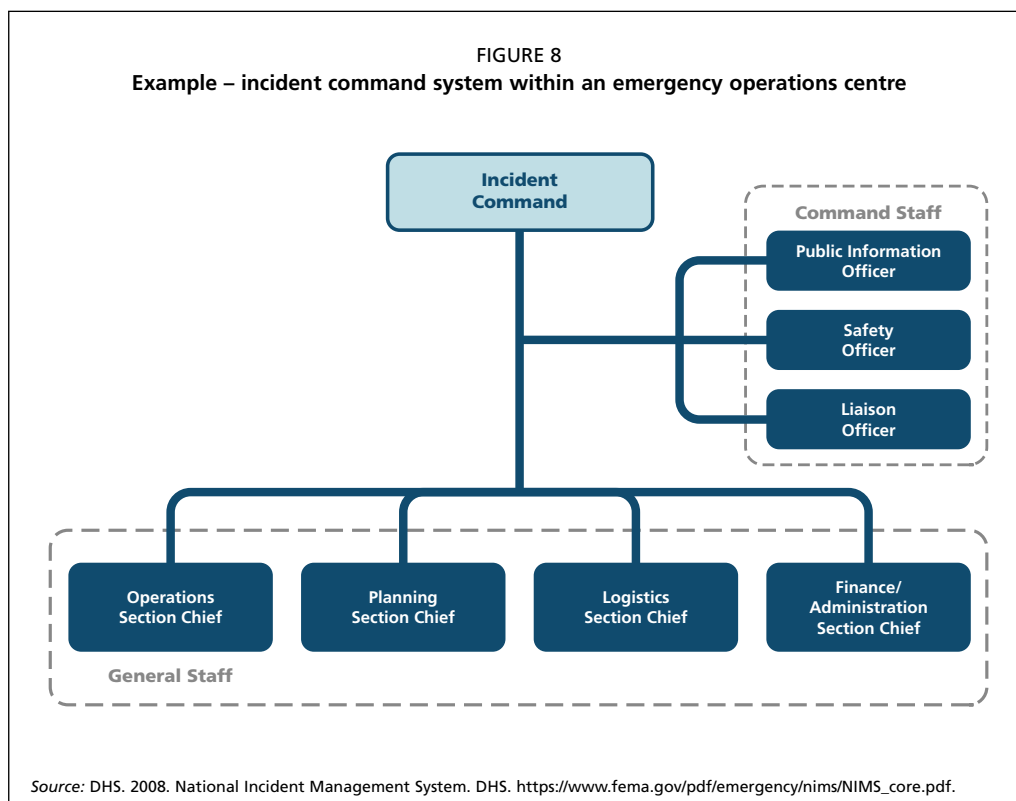 FIGURE 8
Example – incident command system within an emergency operations centre
Incident
Command
Command Staff
Public Information
Officer
Safety
Officer
Liaison
Officer
Operations
Section Chief
Planning
Section Chief
Logistics
Section Chief
Finance/
Administration
Section Chief
General Staff
Source: DHS. 2008. National Incident Management System. DHS. https://www.fema.gov/pdf/emergency/nims/NIMS_core.pdf.